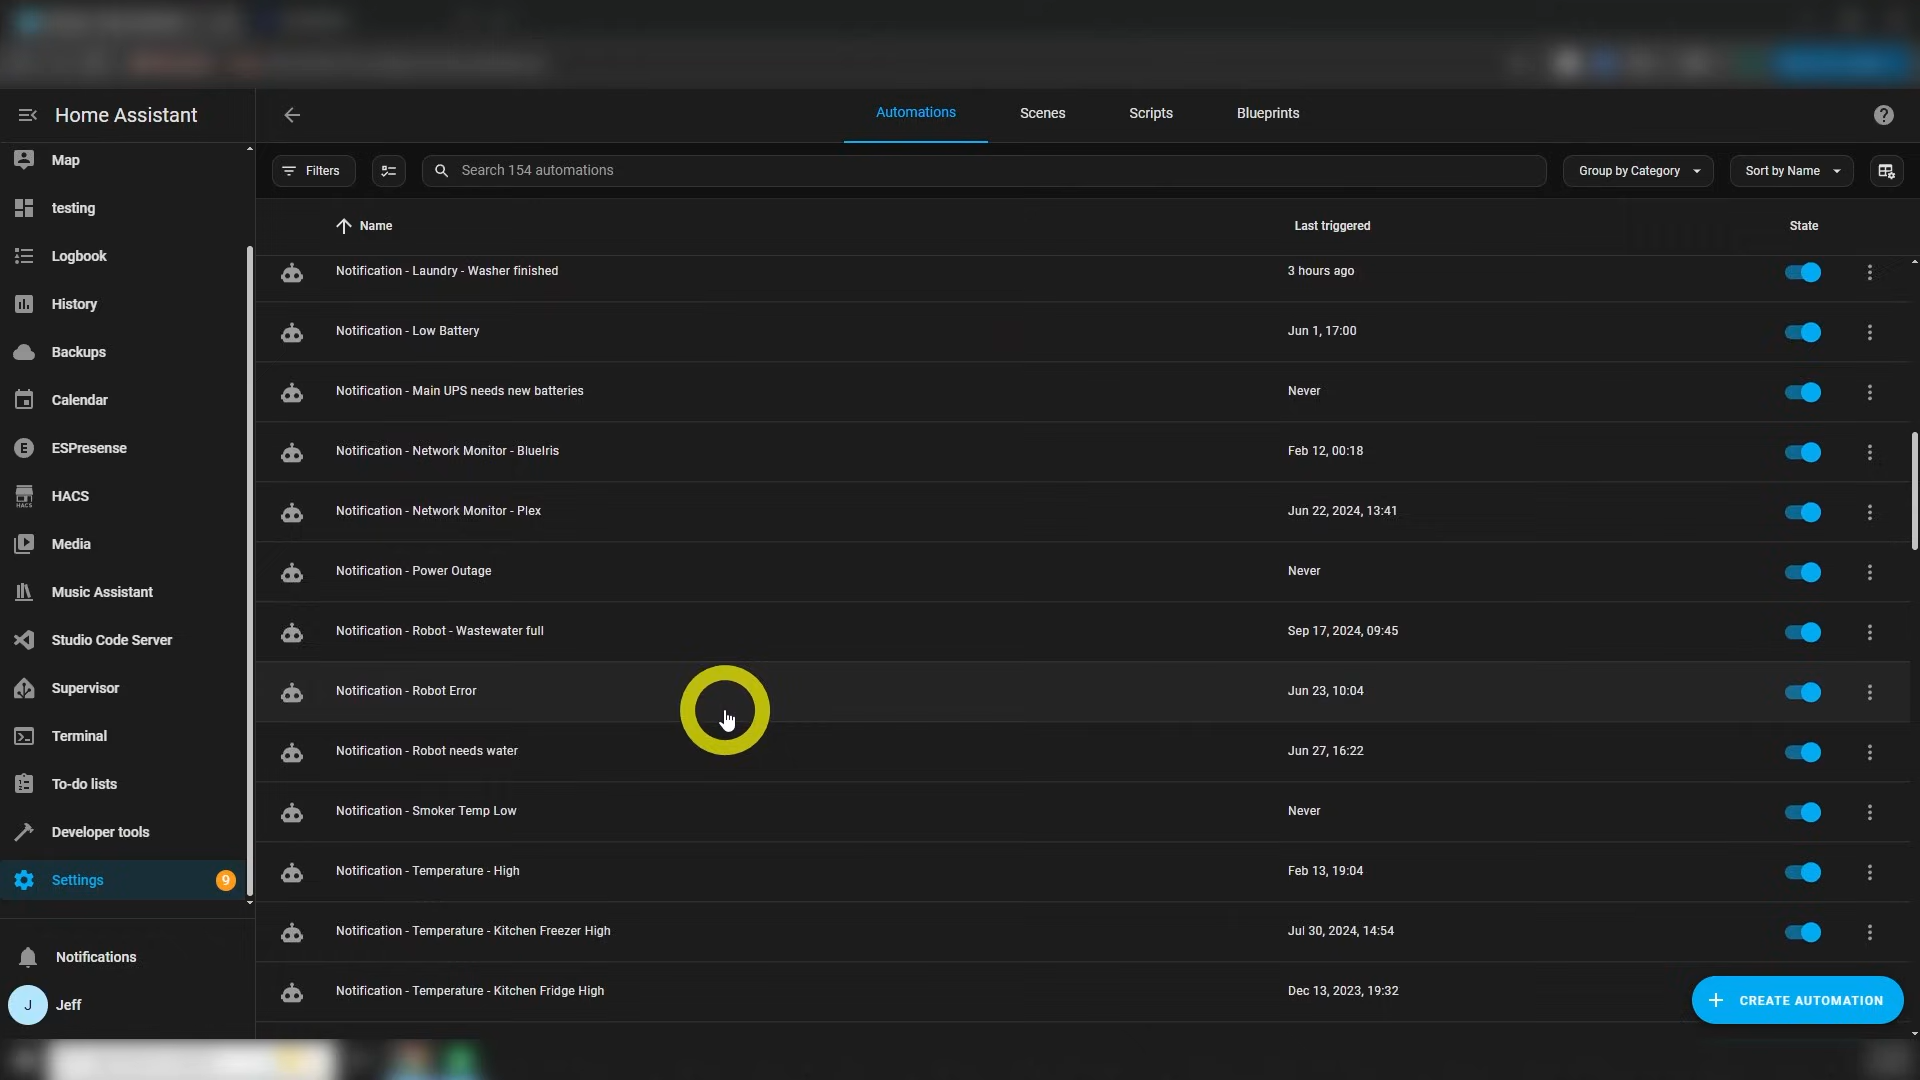 Home Assistant
Automations
Scenes
Scripts
Blueprints
Filters
Search 154 automations
Group by Category
Sort by Name
Name
Last triggered
State
Map
testing
Logbook
History
Backups
Calendar
ESPresense
HACS
HACS
Media
Music Assistant
Studio Code Server
Supervisor
Terminal
To-do lists
Developer tools
Settings
9
Notifications
J
Jeff
Notification - Laundry - Washer finished
3 hours ago
Notification - Low Battery
Jun 1, 17:00
Notification - Main UPS needs new batteries
Never
Notification - Network Monitor - BlueIris
Feb 12, 00:18
Notification - Network Monitor - Plex
Jun 22, 2024, 13:41
Notification - Power Outage
Never
Notification - Robot - Wastewater full
Sep 17, 2024, 09:45
Notification - Robot Error
Jun 23, 10:04
Notification - Robot needs water
Jun 27, 16:22
Notification - Smoker Temp Low
Never
Notification - Temperature - High
Feb 13, 19:04
Notification - Temperature - Kitchen Freezer High
Jul 30, 2024, 14:54
Notification - Temperature - Kitchen Fridge High
Dec 13, 2023, 19:32
CREATE AUTOMATION